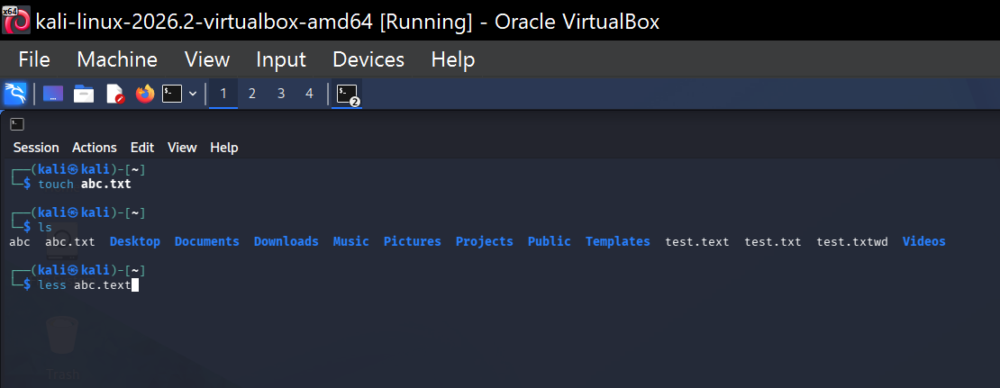 x64 kali-linux-2026.2-virtualbox-amd64 [Running] - Oracle VirtualBox
File Machine View Input Devices Help
1 2 3 4 2
Session Actions Edit View Help
┌──(kali㉿kali)-[~]
└─$ touch abc.txt
┌──(kali㉿kali)-[~]
└─$ ls
abc abc.txt Desktop Documents Downloads Music Pictures Projects Public Templates test.text test.txt test.txtwd Videos
┌──(kali㉿kali)-[~]
└─$ less abc.text
Trash